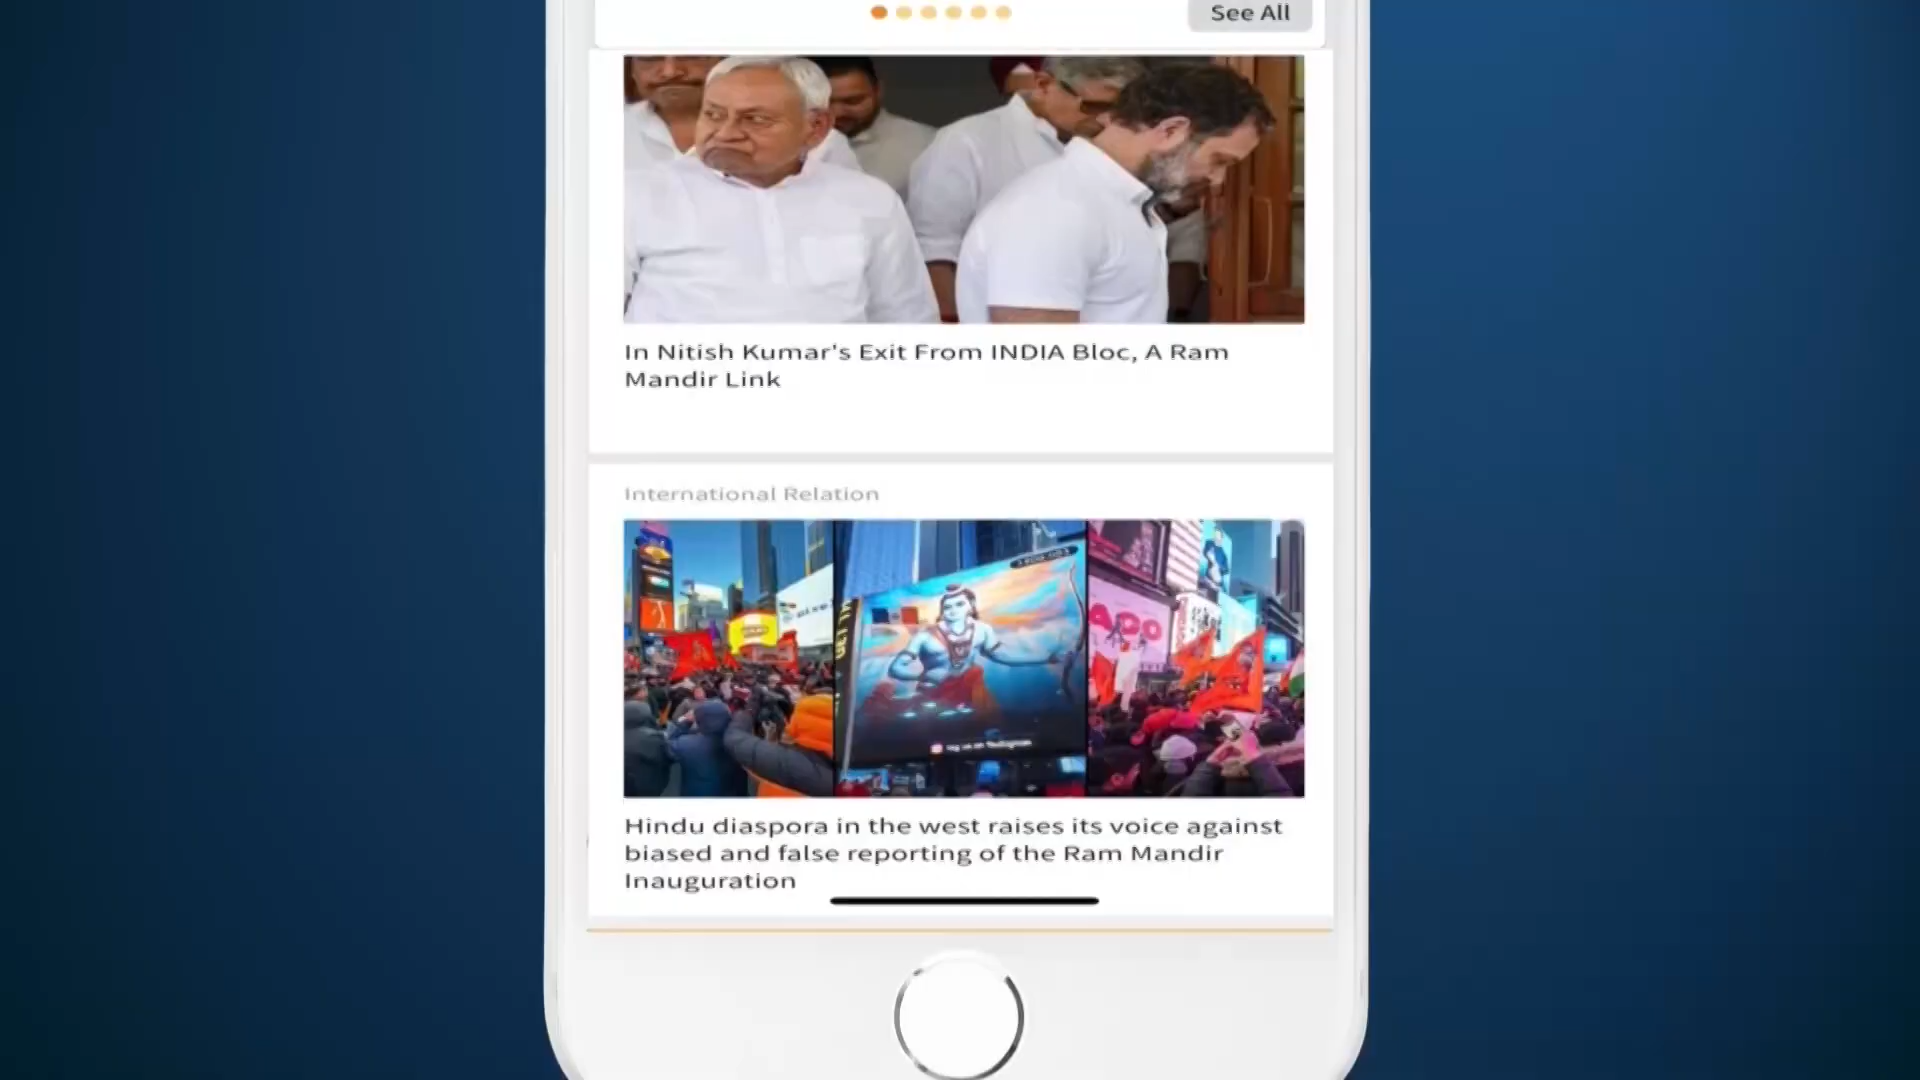 See All
In Nitish Kumar's Exit From INDIA Bloc, A Ram
Mandir Link
International Relation
Hindu diaspora in the west raises its voice against
biased and false reporting of the Ram Mandir
Inauguration